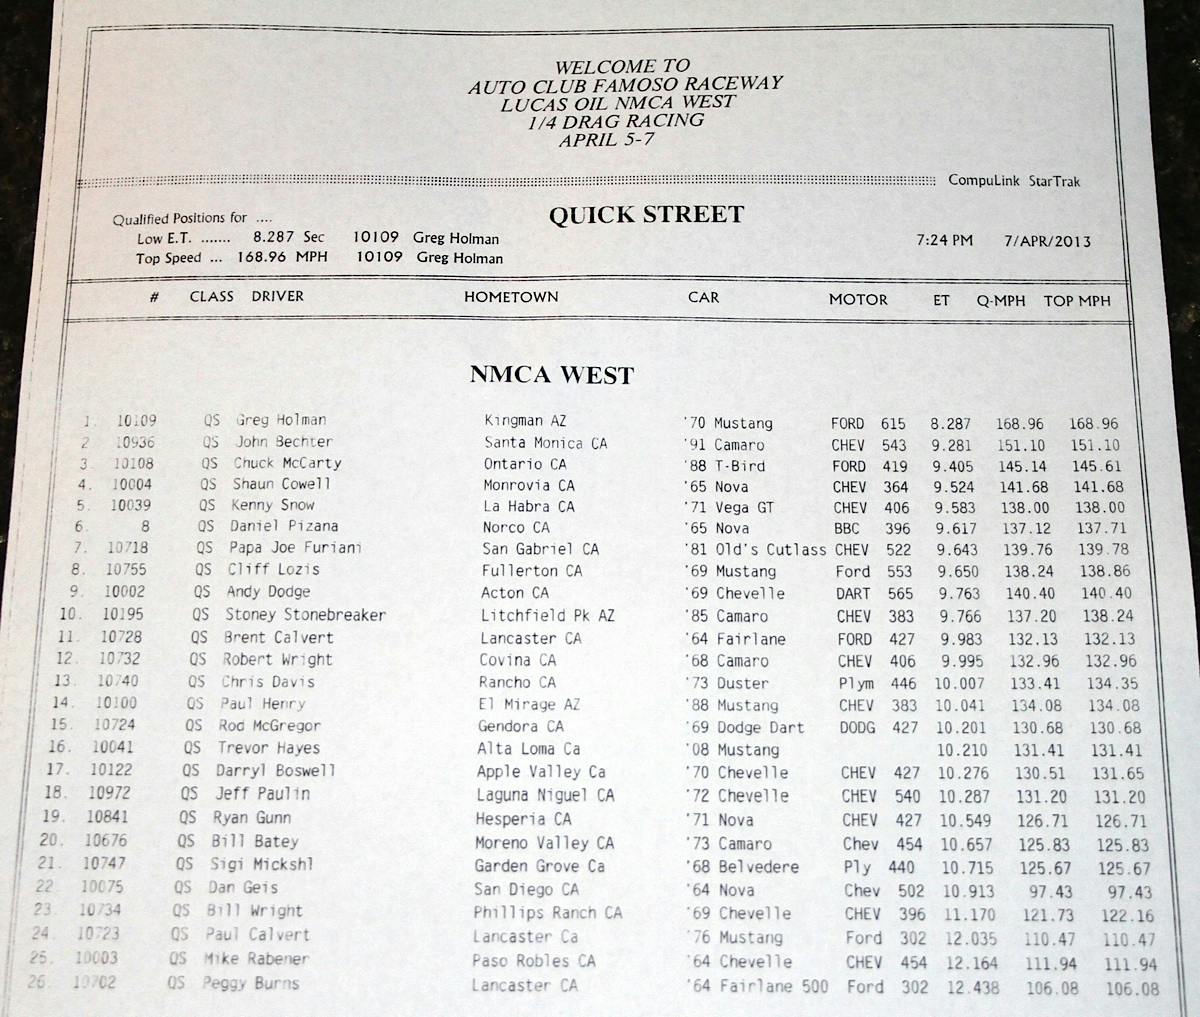 WELCOME TO
AUTO CLUB FAMOSO RACEWAY
LUCAS OIL NMCA WEST
1/4 DRAG RACING
APRIL 5-7
CompuLink StarTrak
Qualified Positions for ....
QUICK STREET
Low E.T. ....... 8.287 Sec 10109 Greg Holman
7:24 PM 7/APR/2013
Top Speed ... 168.96 MPH 10109 Greg Holman
# CLASS DRIVER HOMETOWN CAR MOTOR ET Q-MPH TOP MPH
NMCA WEST
1. 10109 QS Greg Holman Kingman AZ '70 Mustang FORD 615 8.287 168.96 168.96
2 10936 QS John Bechter Santa Monica CA '91 Camaro CHEV 543 9.281 151.10 151.10
3. 10108 QS Chuck McCarty Ontario CA '88 T-Bird FORD 419 9.405 145.14 145.61
4. 10004 QS Shaun Cowell Monrovia CA '65 Nova CHEV 364 9.524 141.68 141.68
5. 10039 QS Kenny Snow La Habra CA '71 Vega GT CHEV 406 9.583 138.00 138.00
6. 8 QS Daniel Pizana Norco CA '65 Nova BBC 396 9.617 137.12 137.71
7. 10718 QS Papa Joe Furiani San Gabriel CA '81 Old's Cutlass CHEV 522 9.643 139.76 139.78
8. 10755 QS Cliff Lozis Fullerton CA '69 Mustang Ford 553 9.650 138.24 138.86
9. 10002 QS Andy Dodge Acton CA '69 Chevelle DART 565 9.763 140.40 140.40
10. 10195 QS Stoney Stonebreaker Litchfield Pk AZ '85 Camaro CHEV 383 9.766 137.20 138.24
11. 10728 QS Brent Calvert Lancaster CA '64 Fairlane FORD 427 9.983 132.13 132.13
12. 10732 QS Robert Wright Covina CA '68 Camaro CHEV 406 9.995 132.96 132.96
13. 10740 QS Chris Davis Rancho CA '73 Duster Plym 446 10.007 133.41 134.35
14. 10100 QS Paul Henry El Mirage AZ '88 Mustang CHEV 383 10.041 134.08 134.08
15. 10724 QS Rod McGregor Gendora CA '69 Dodge Dart DODG 427 10.201 130.68 130.68
16. 10041 QS Trevor Hayes Alta Loma Ca '08 Mustang 10.210 131.41 131.41
17. 10122 QS Darryl Boswell Apple Valley Ca '70 Chevelle CHEV 427 10.276 130.51 131.65
18. 10972 QS Jeff Paulin Laguna Niguel CA '72 Chevelle CHEV 540 10.287 131.20 131.20
19. 10841 QS Ryan Gunn Hesperia CA '71 Nova CHEV 427 10.549 126.71 126.71
20. 10676 QS Bill Batey Moreno Valley CA '73 Camaro Chev 454 10.657 125.83 125.83
21. 10747 QS Sigi Mickshl Garden Grove Ca '68 Belvedere Ply 440 10.715 125.67 125.67
22 10075 QS Dan Geis San Diego CA '64 Nova Chev 502 10.913 97.43 97.43
23. 10734 QS Bill Wright Phillips Ranch CA '69 Chevelle CHEV 396 11.170 121.73 122.16
24. 10723 QS Paul Calvert Lancaster Ca '76 Mustang Ford 302 12.035 110.47 110.47
25. 10003 QS Mike Rabener Paso Robles CA '64 Chevelle CHEV 454 12.164 111.94 111.94
26. 10702 QS Peggy Burns Lancaster CA '64 Fairlane 500 Ford 302 12.438 106.08 106.08